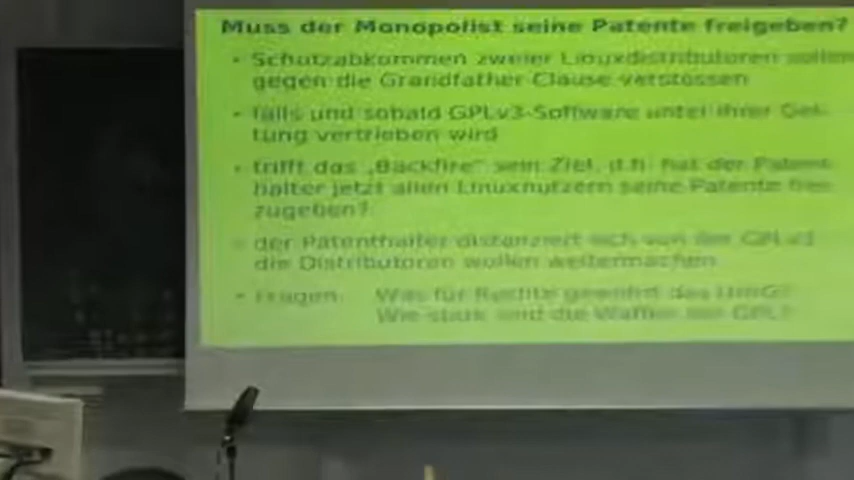 Muss der Monopolist seine Patente freigeben?
• Schutzabkommen zweier Linuxdistributoren sollen
gegen die Grandfather Clause verstossen
• falls und sobald GPLv3-Software unter ihrer Gel-
tung vertrieben wird
• trifft das „Backfire" sein Ziel, d.h. hat der Patent-
halter jetzt allen Linuxnutzern seine Patente frei-
zugeben?
• der Patenthalter distanziert sich von der GPLv3
die Distributoren wollen weitermachen
• Fragen: Was für Rechte gewährt das
Wie stark sind die Waffen der GPL?